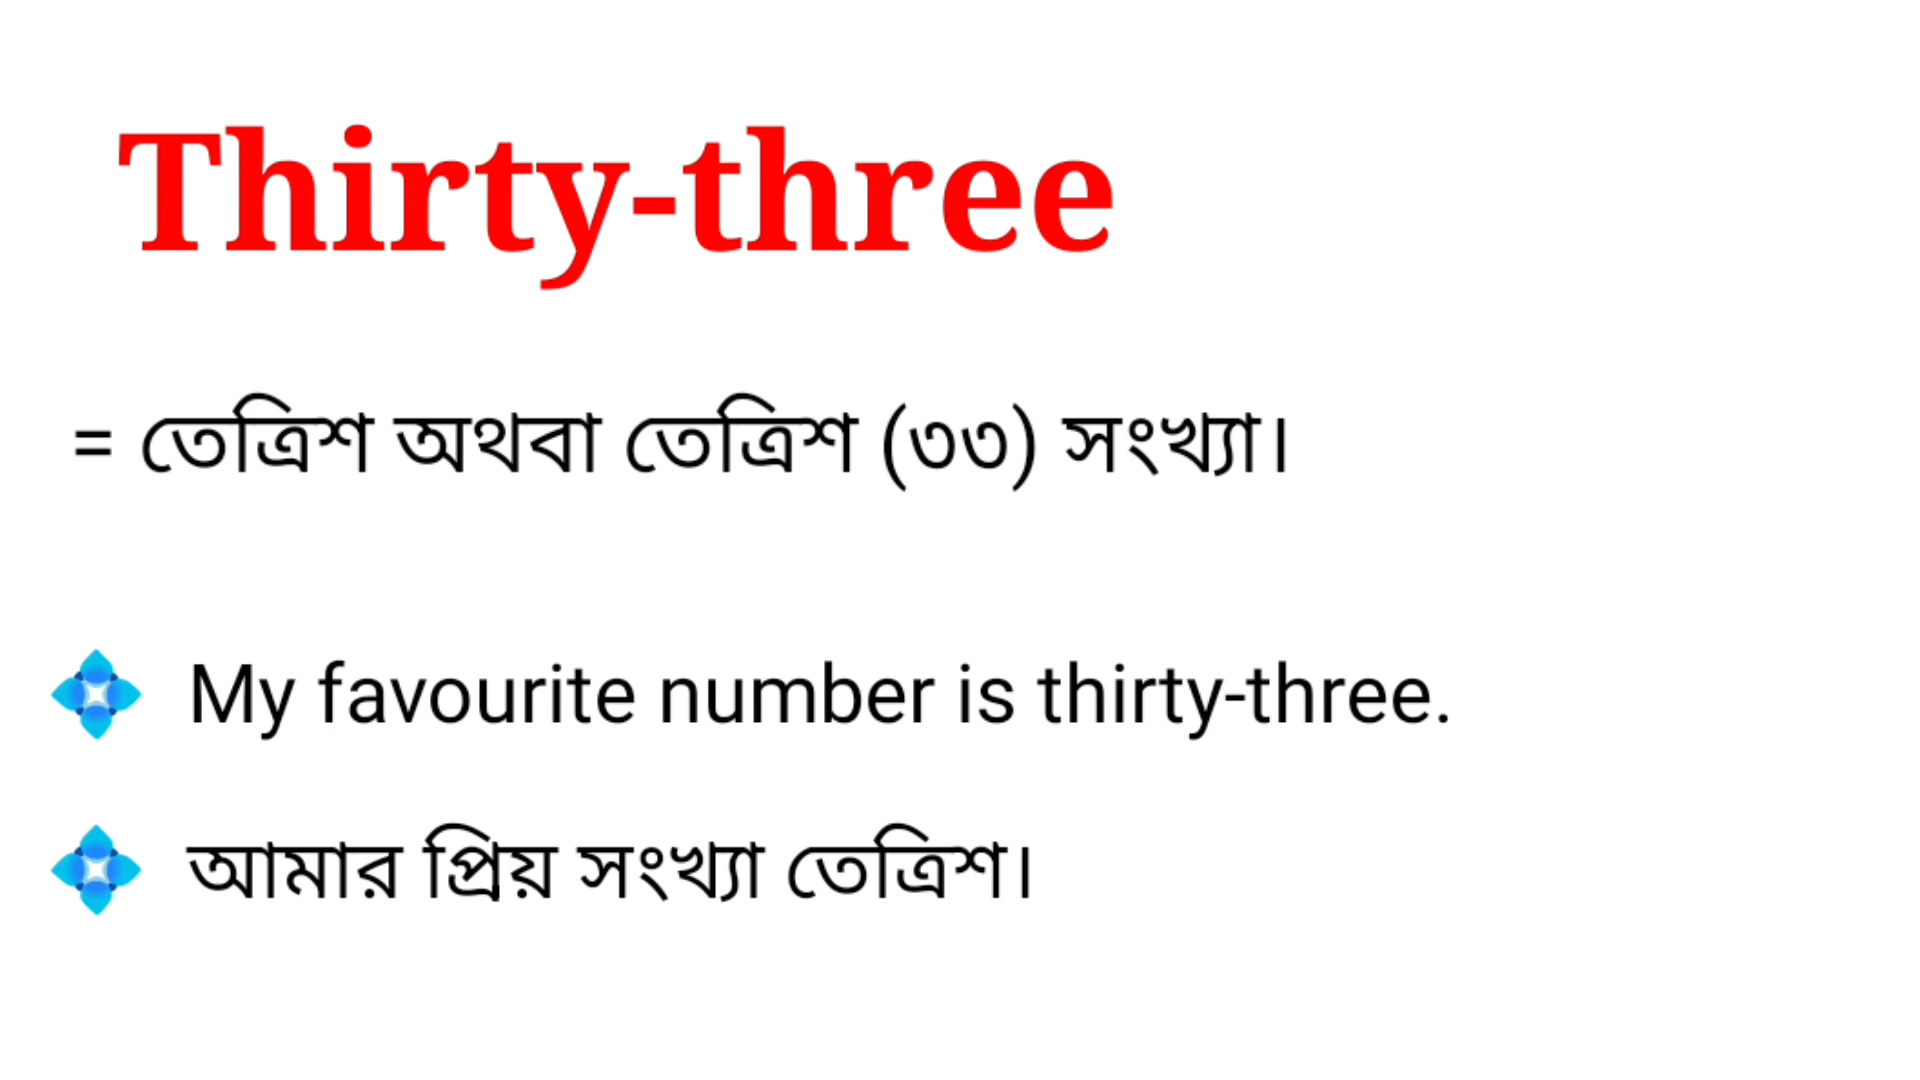 Thirty-three
= তেত্রিশ অথবা তেত্রিশ (৩৩) সংখ্যা।
💠 My favourite number is thirty-three.
💠 আমার প্রিয় সংখ্যা তেত্রিশ।